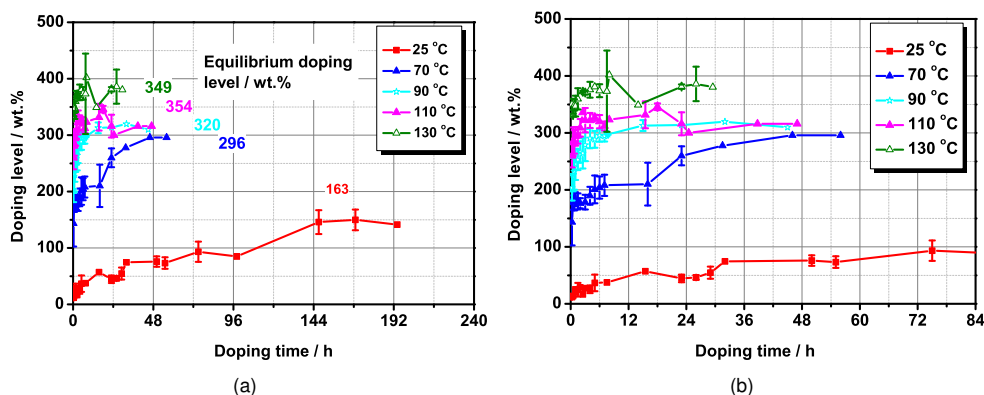 (a)
500
400
300
200
100
0
Doping level / wt.%
0 48 96 144 192 240
Doping time / h
Equilibrium doping
level / wt.%
349
354
320
296
163
25 °C
70 °C
90 °C
110 °C
130 °C
(a)
(b)
500
400
300
200
100
0
Doping level / wt.%
0 12 24 36 48 60 72 84
Doping time / h
25 °C
70 °C
90 °C
110 °C
130 °C
(b)